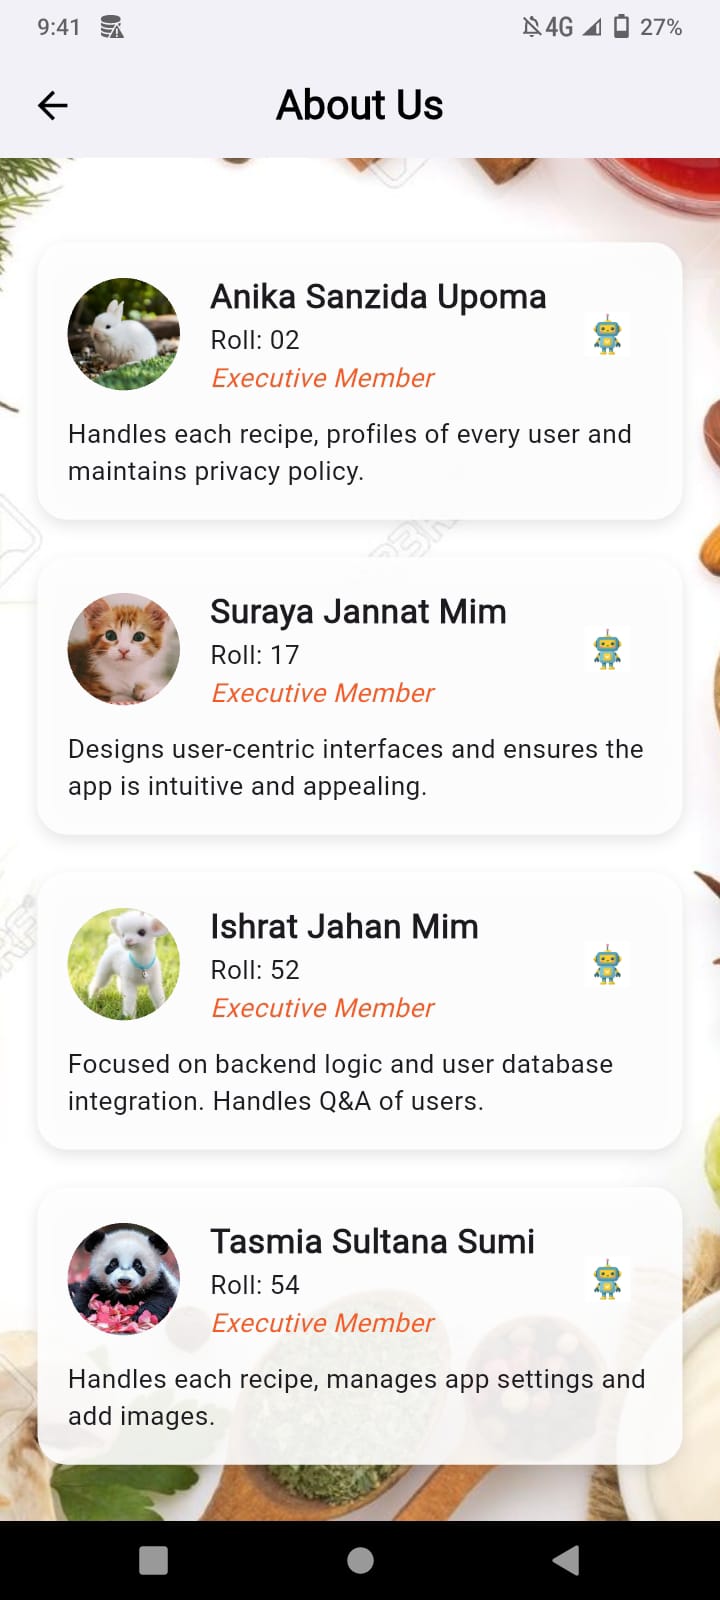 9:41 4G 27%
About Us
Anika Sanzida Upoma
Roll: 02
Executive Member
Handles each recipe, profiles of every user and
maintains privacy policy.
Suraya Jannat Mim
Roll: 17
Executive Member
Designs user-centric interfaces and ensures the
app is intuitive and appealing.
Ishrat Jahan Mim
Roll: 52
Executive Member
Focused on backend logic and user database
integration. Handles Q&A of users.
Tasmia Sultana Sumi
Roll: 54
Executive Member
Handles each recipe, manages app settings and
add images.